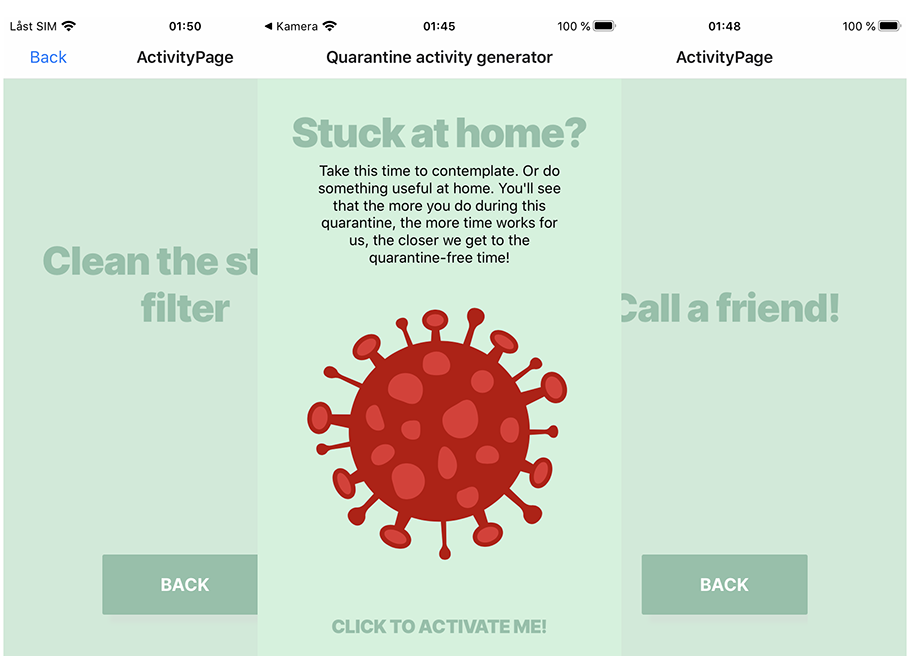 Låst SIM
01:50
Back
ActivityPage
Clean the
filter
BACK
Kamera
01:45
100 %
Quarantine activity generator
Stuck at home?
Take this time to contemplate. Or do
something useful at home. You'll see
that the more you do during this
quarantine, the more time works for
us, the closer we get to the
quarantine-free time!
CLICK TO ACTIVATE ME!
01:48
100 %
ActivityPage
Call a friend!
BACK